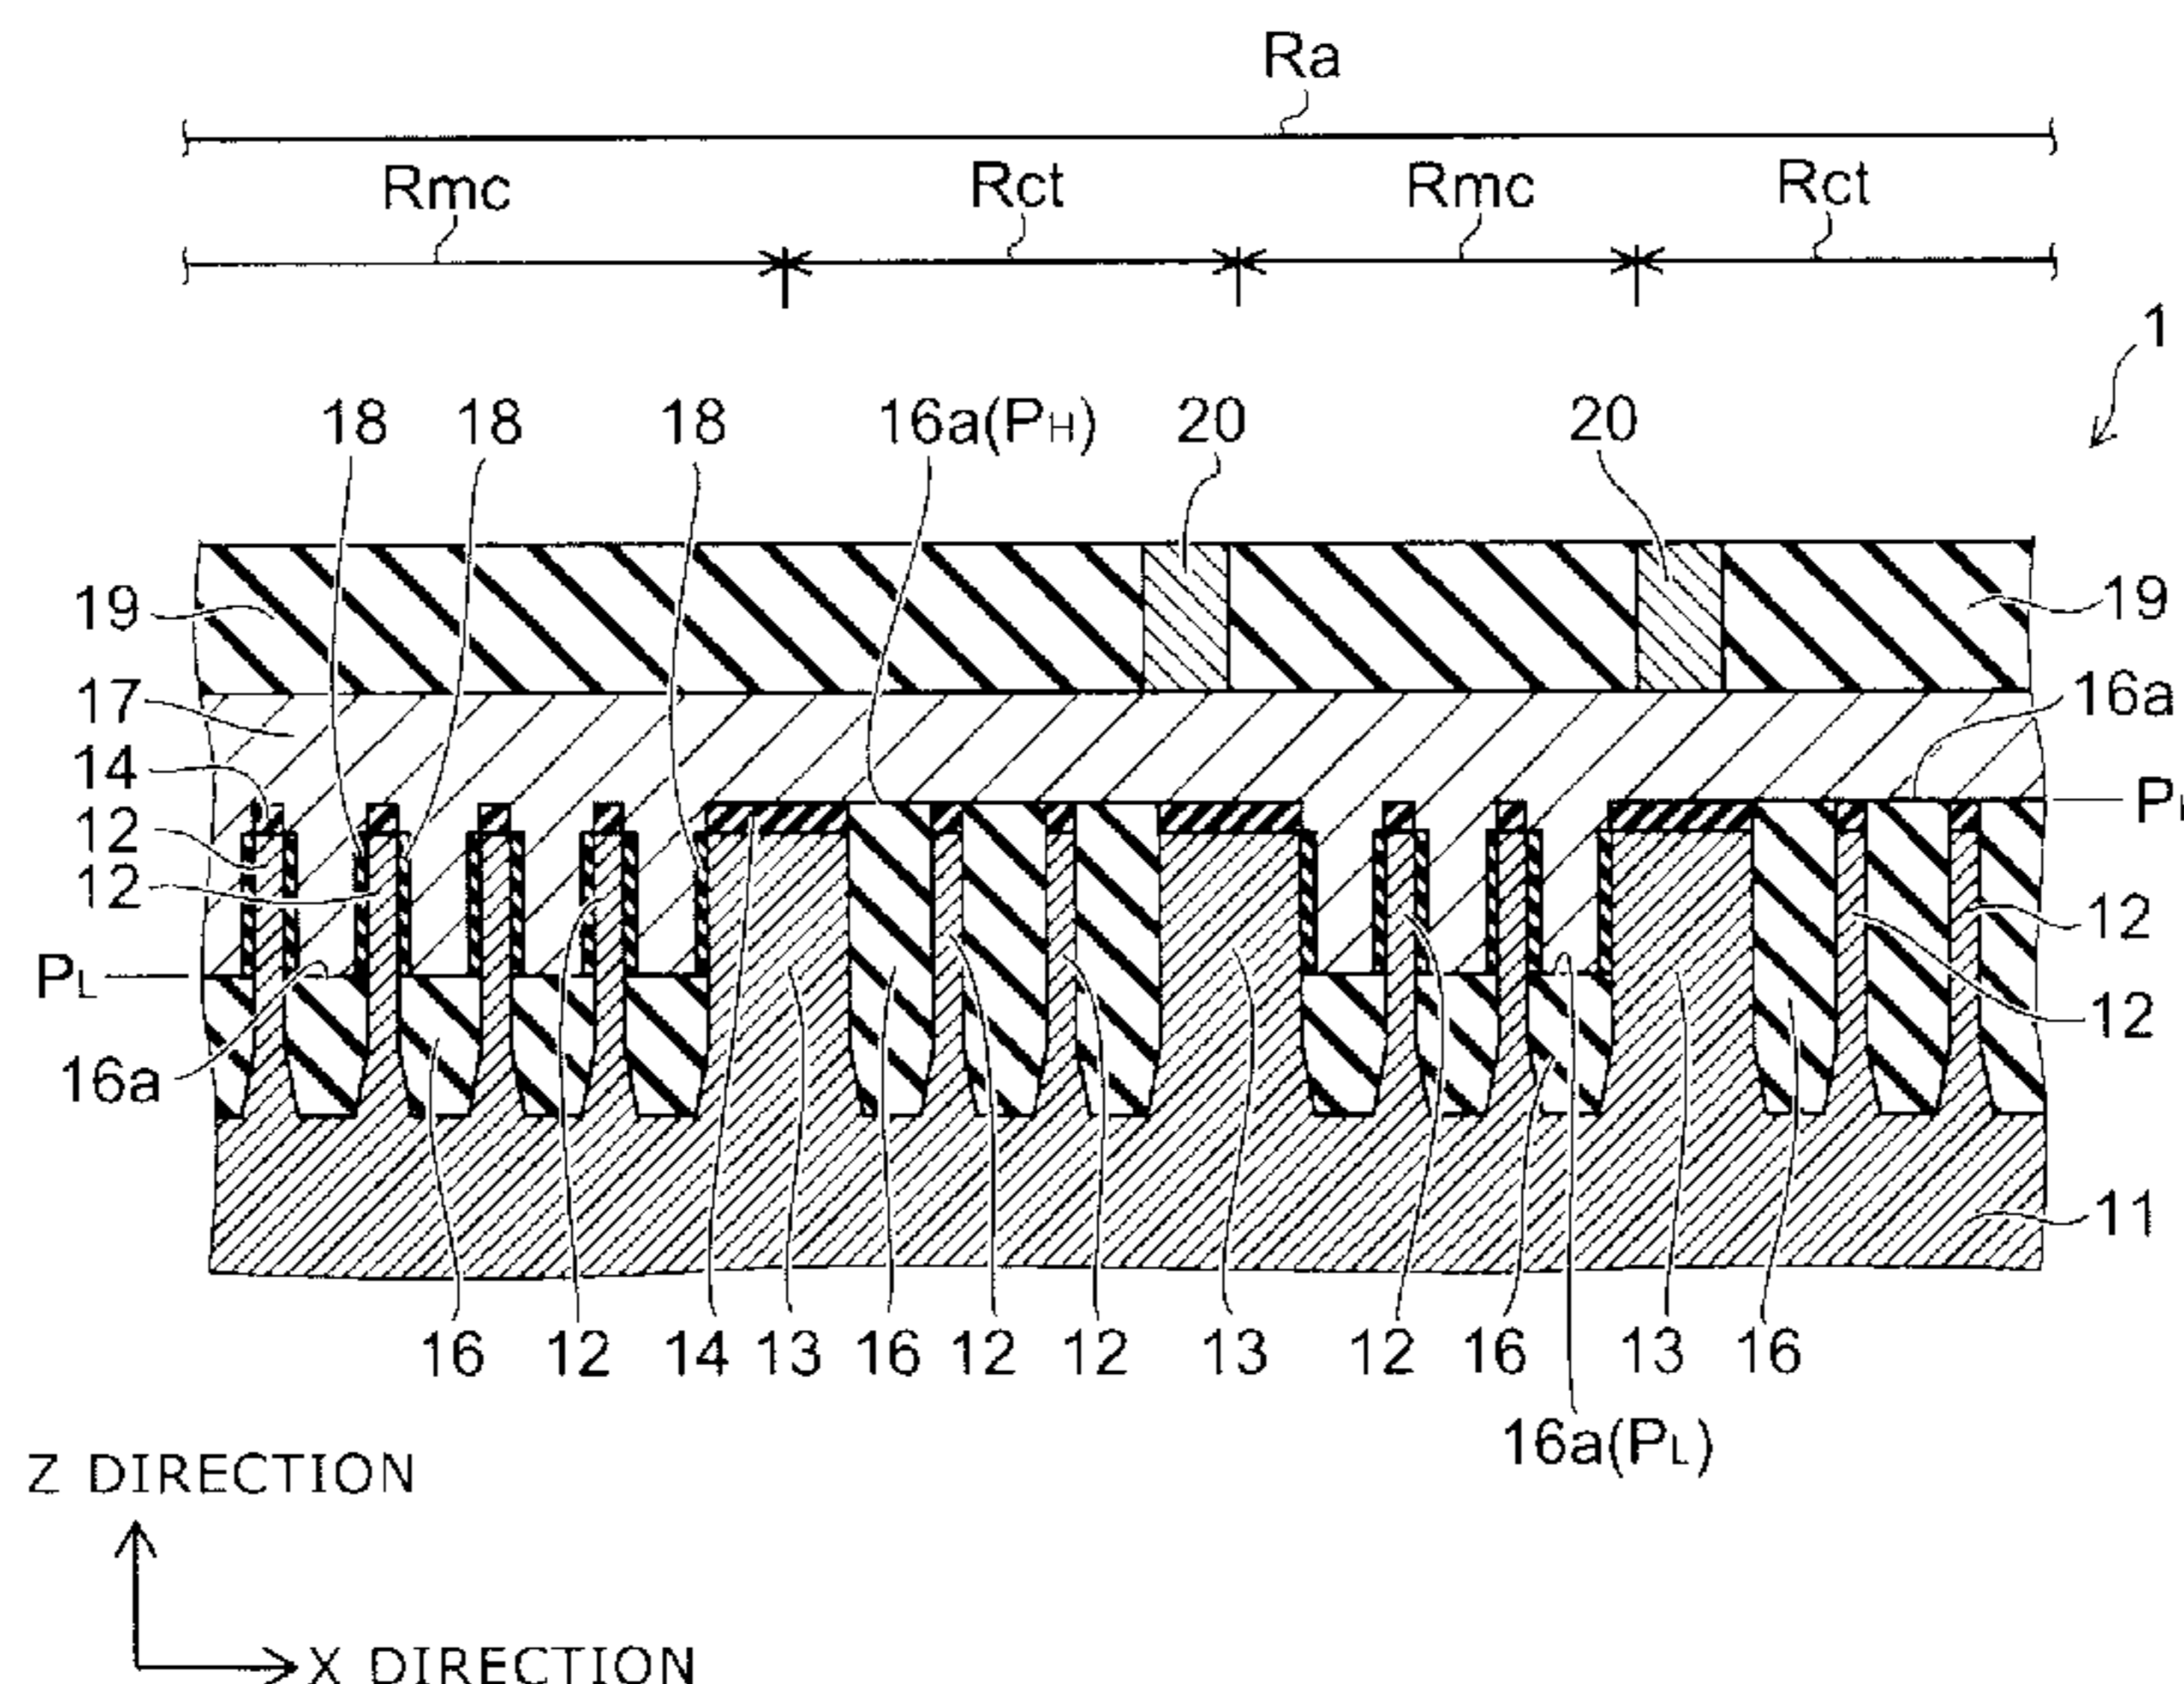 Ra
Rmc Rct Rmc Rct
1
18 18 18 16a(PH) 20 20
19 19
17 16a
14
12 P
12 12
PL 12
16a
11
16 12 14 13 16 12 12 13 12 16 13 16
16a(PL)
Z DIRECTION
X DIRECTION